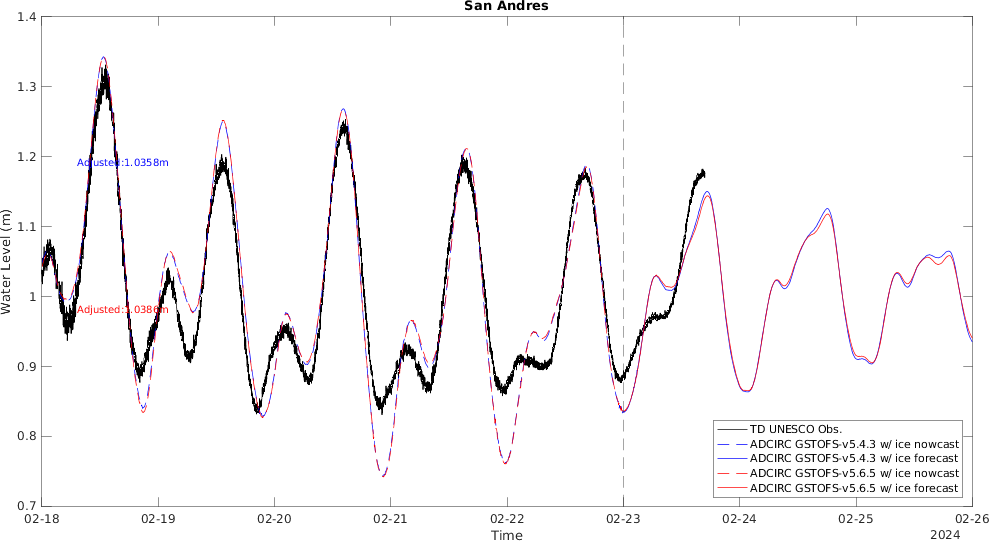 San Andres
1.4
1.3
1.2
1.1
1
0.9
0.8
0.7
Water Level (m)
Adjusted:1.0358m
Adjusted:1.0386m
TD UNESCO Obs.
ADCIRC GSTOFS-v5.4.3 w/ ice nowcast
ADCIRC GSTOFS-v5.4.3 w/ ice forecast
ADCIRC GSTOFS-v5.6.5 w/ ice nowcast
ADCIRC GSTOFS-v5.6.5 w/ ice forecast
02-18 02-19 02-20 02-21 02-22 02-23 02-24 02-25 02-26
Time
2024